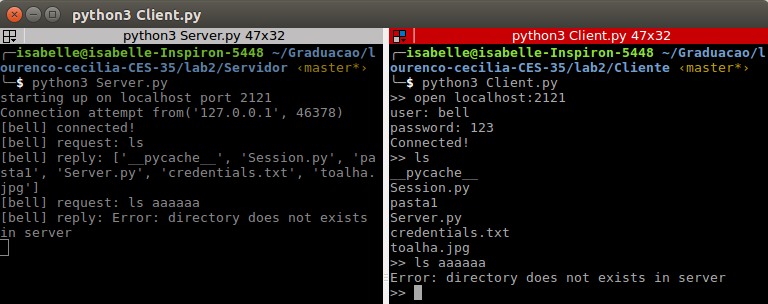 python3 Client.py
python3 Server.py 47x32
╭─isabelle@isabelle-Inspiron-5448 ~/Graduacao/l
ourenco-cecilia-CES-35/lab2/Servidor ‹master*›
╰─$ python3 Server.py
starting up on localhost port 2121
Connection attempt from('127.0.0.1', 46378)
[bell] connected!
[bell] request: ls
[bell] reply: ['__pycache__', 'Session.py', 'pa
sta1', 'Server.py', 'credentials.txt', 'toalha.
jpg']
[bell] request: ls aaaaaa
[bell] reply: Error: directory does not exists
in server
python3 Client.py 47x32
╭─isabelle@isabelle-Inspiron-5448 ~/Graduacao/l
ourenco-cecilia-CES-35/lab2/Cliente ‹master*›
╰─$ python3 Client.py
>> open localhost:2121
user: bell
password: 123
Connected!
>> ls
__pycache__
Session.py
pasta1
Server.py
credentials.txt
toalha.jpg
>> ls aaaaaa
Error: directory does not exists in server
>>